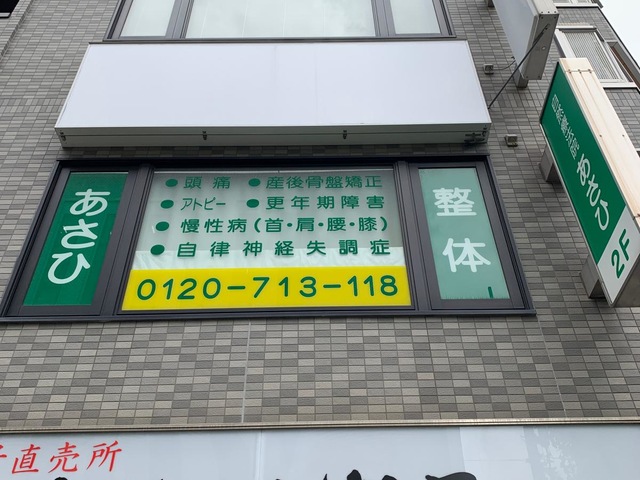 あさひ
●頭痛 ●産後骨盤矯正
●アトピー ●更年期障害
●慢性病(首・肩・腰・膝)
●自律神経失調症
0120-713-118
整体
あさひ
2F
直売所